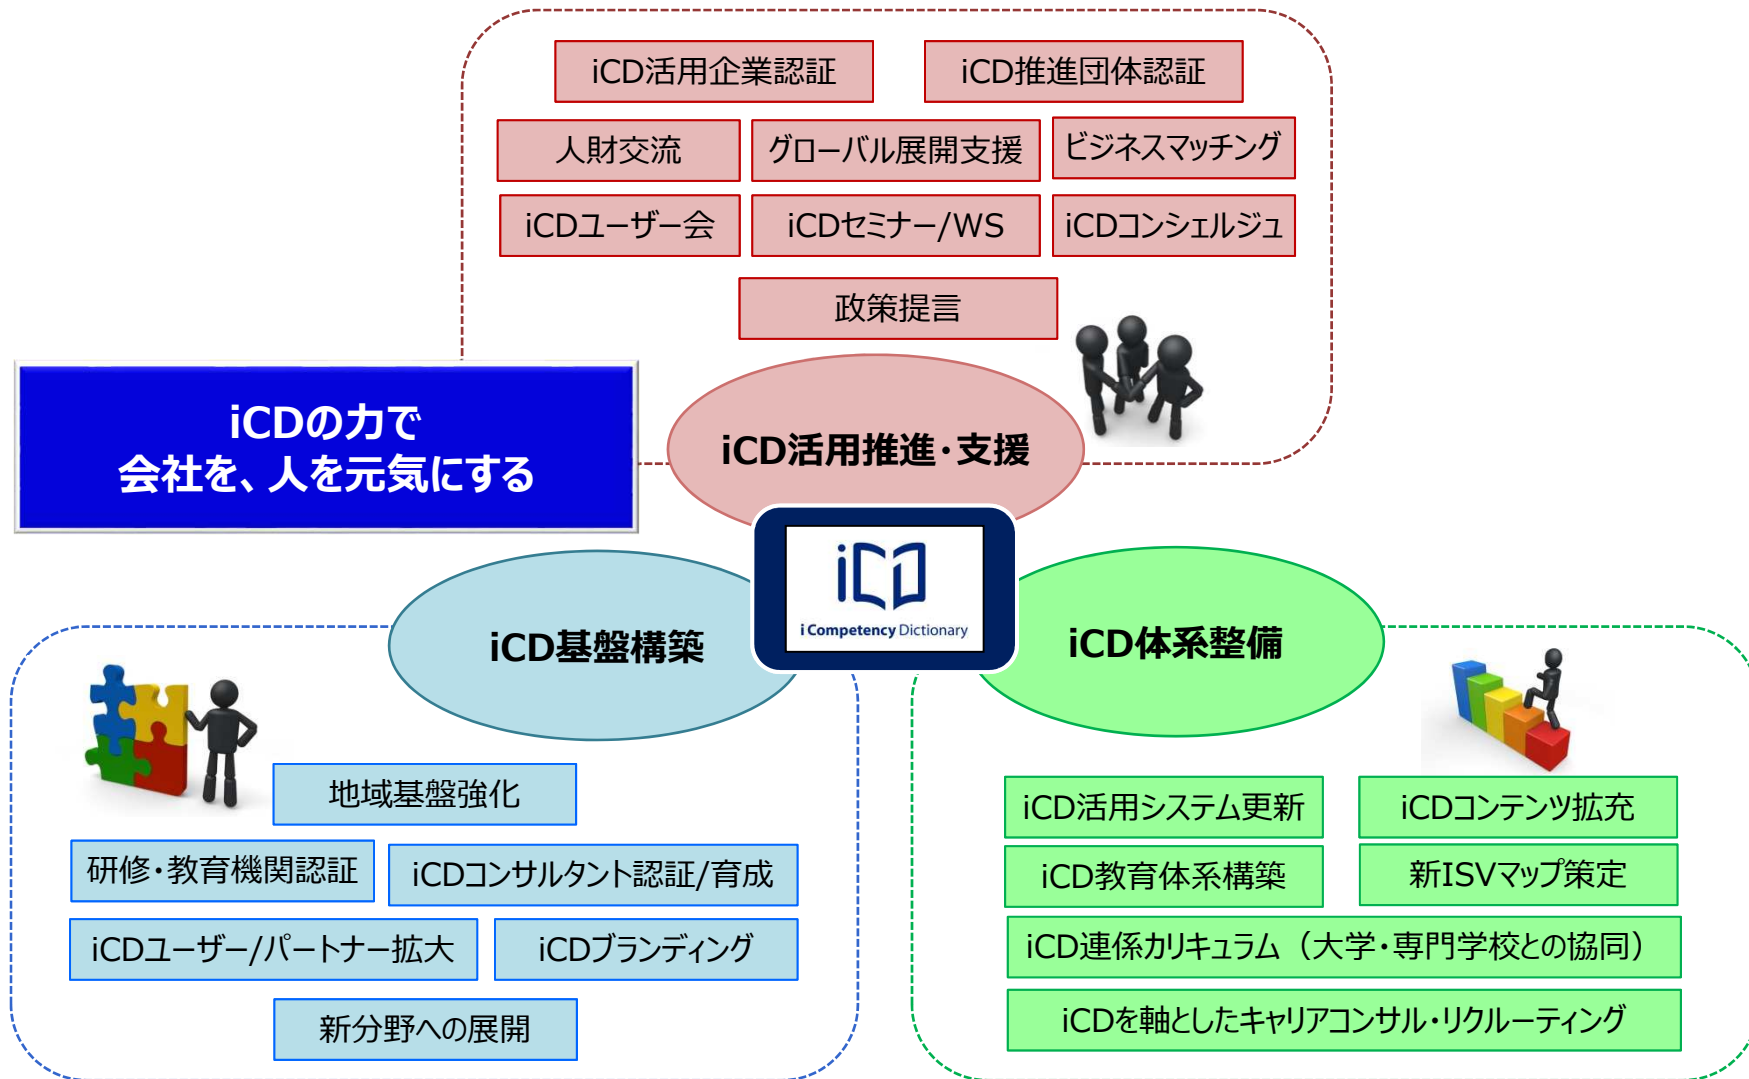 iCD活用企業認証
iCD推進団体認証
人財交流
グローバル展開支援
ビジネスマッチング
iCDユーザー会
iCDセミナー/WS
iCDコンシェルジュ
政策提言
iCDの力で
会社を、人を元気にする
iCD活用推進・支援
iCD
i Competency Dictionary
iCD基盤構築
iCD体系整備
地域基盤強化
研修・教育機関認証
iCDコンサルタント認証/育成
iCDユーザー/パートナー拡大
iCDブランディング
新分野への展開
iCD活用システム更新
iCDコンテンツ拡充
iCD教育体系構築
新ISVマップ策定
iCD連係カリキュラム（大学・専門学校との協同）
iCDを軸としたキャリアコンサル・リクルーティング